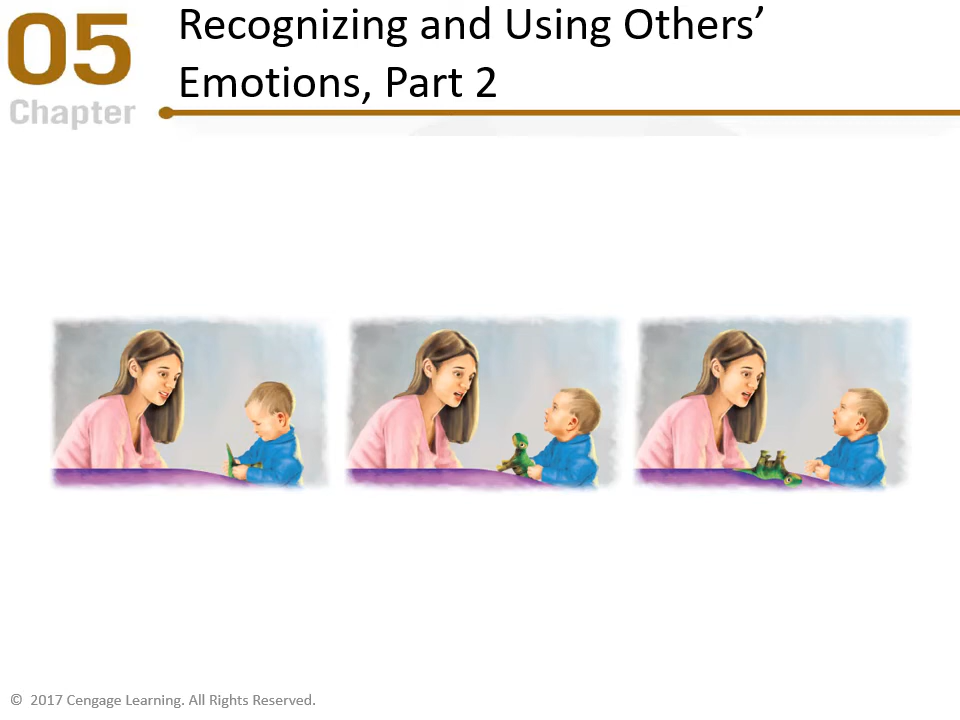 05
Chapter
Recognizing and Using Others’
Emotions, Part 2
© 2017 Cengage Learning. All Rights Reserved.